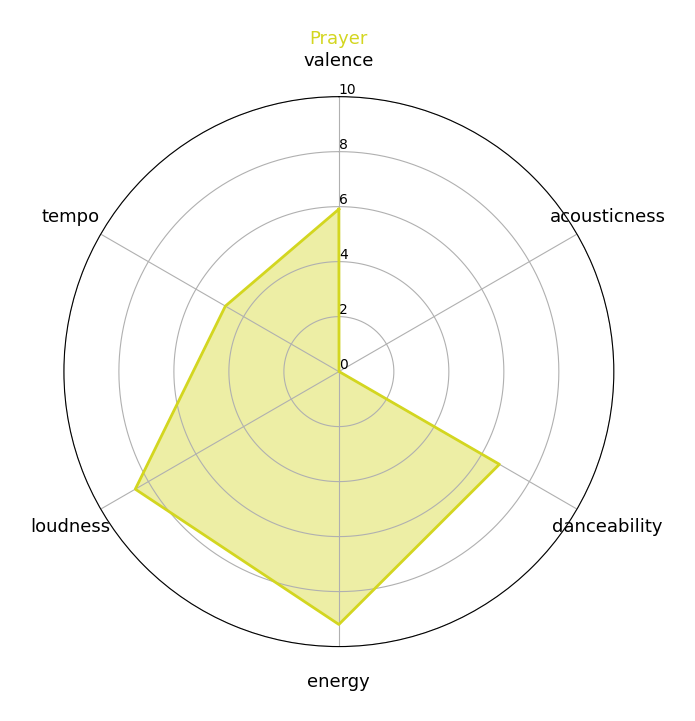 Prayer
valence
10
8
tempo
acousticness
6
4
2
0
loudness
danceability
energy